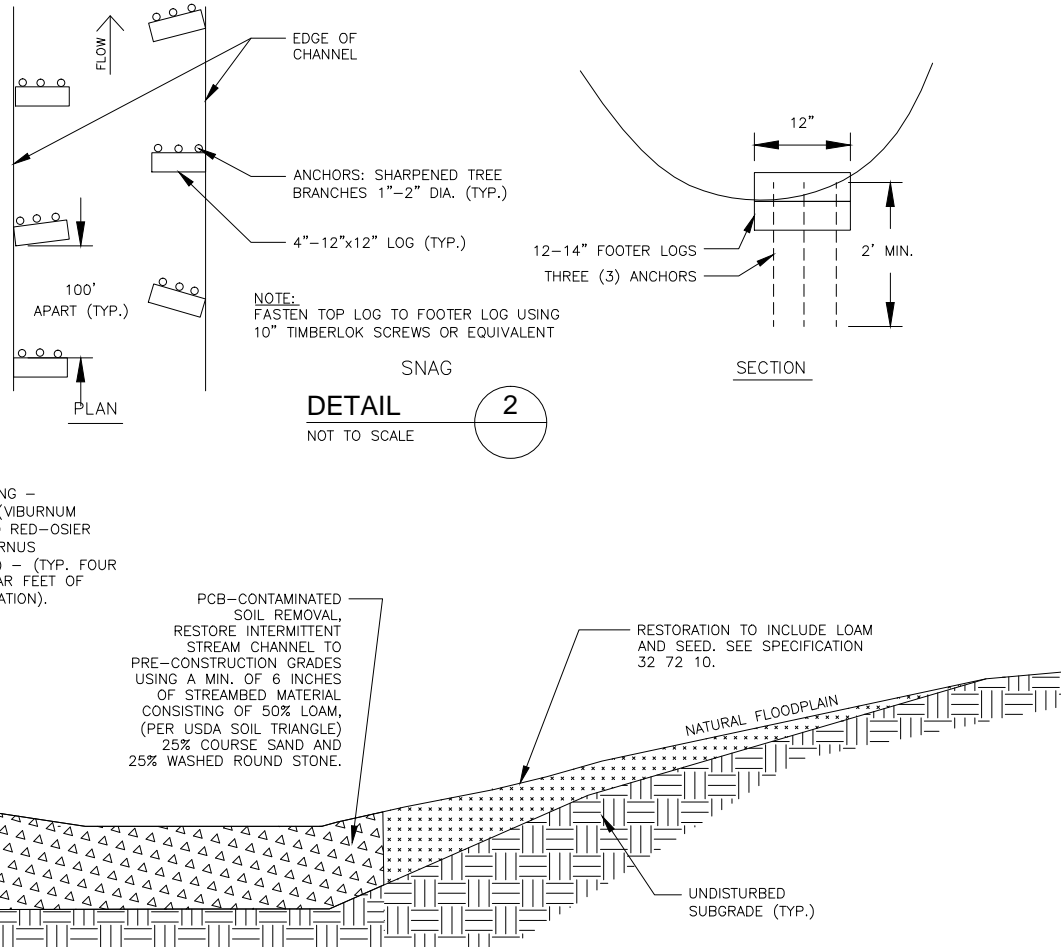 FLOW
EDGE OF
CHANNEL
ANCHORS: SHARPENED TREE
BRANCHES 1"-2" DIA. (TYP.)
4"-12"x12" LOG (TYP.)
100'
APART (TYP.)
NOTE:
FASTEN TOP LOG TO FOOTER LOG USING
10" TIMBERLOK SCREWS OR EQUIVALENT
PLAN
12"
12-14" FOOTER LOGS
THREE (3) ANCHORS
2' MIN.
SECTION
SNAG
DETAIL
2
NOT TO SCALE
NG -
(VIBURNUM
RED-OSIER
RNUS
) - (TYP. FOUR
AR FEET OF
ATION).
PCB-CONTAMINATED
SOIL REMOVAL,
RESTORE INTERMITTENT
STREAM CHANNEL TO
PRE-CONSTRUCTION GRADES
USING A MIN. OF 6 INCHES
OF STREAMBED MATERIAL
CONSISTING OF 50% LOAM,
(PER USDA SOIL TRIANGLE)
25% COURSE SAND AND
25% WASHED ROUND STONE.
RESTORATION TO INCLUDE LOAM
AND SEED. SEE SPECIFICATION
32 72 10.
NATURAL FLOODPLAIN
UNDISTURBED
SUBGRADE (TYP.)